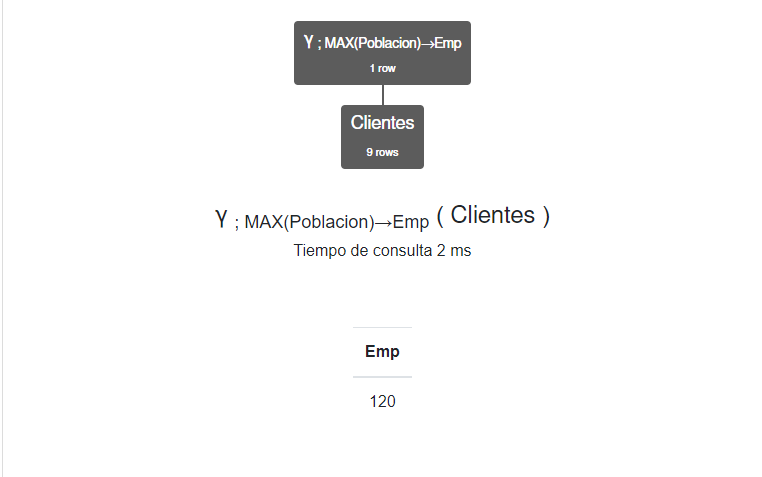 γ ; MAX(Poblacion)→Emp
1 row
Clientes
9 rows
γ ; MAX(Poblacion)→Emp ( Clientes )
Tiempo de consulta 2 ms
Emp
120